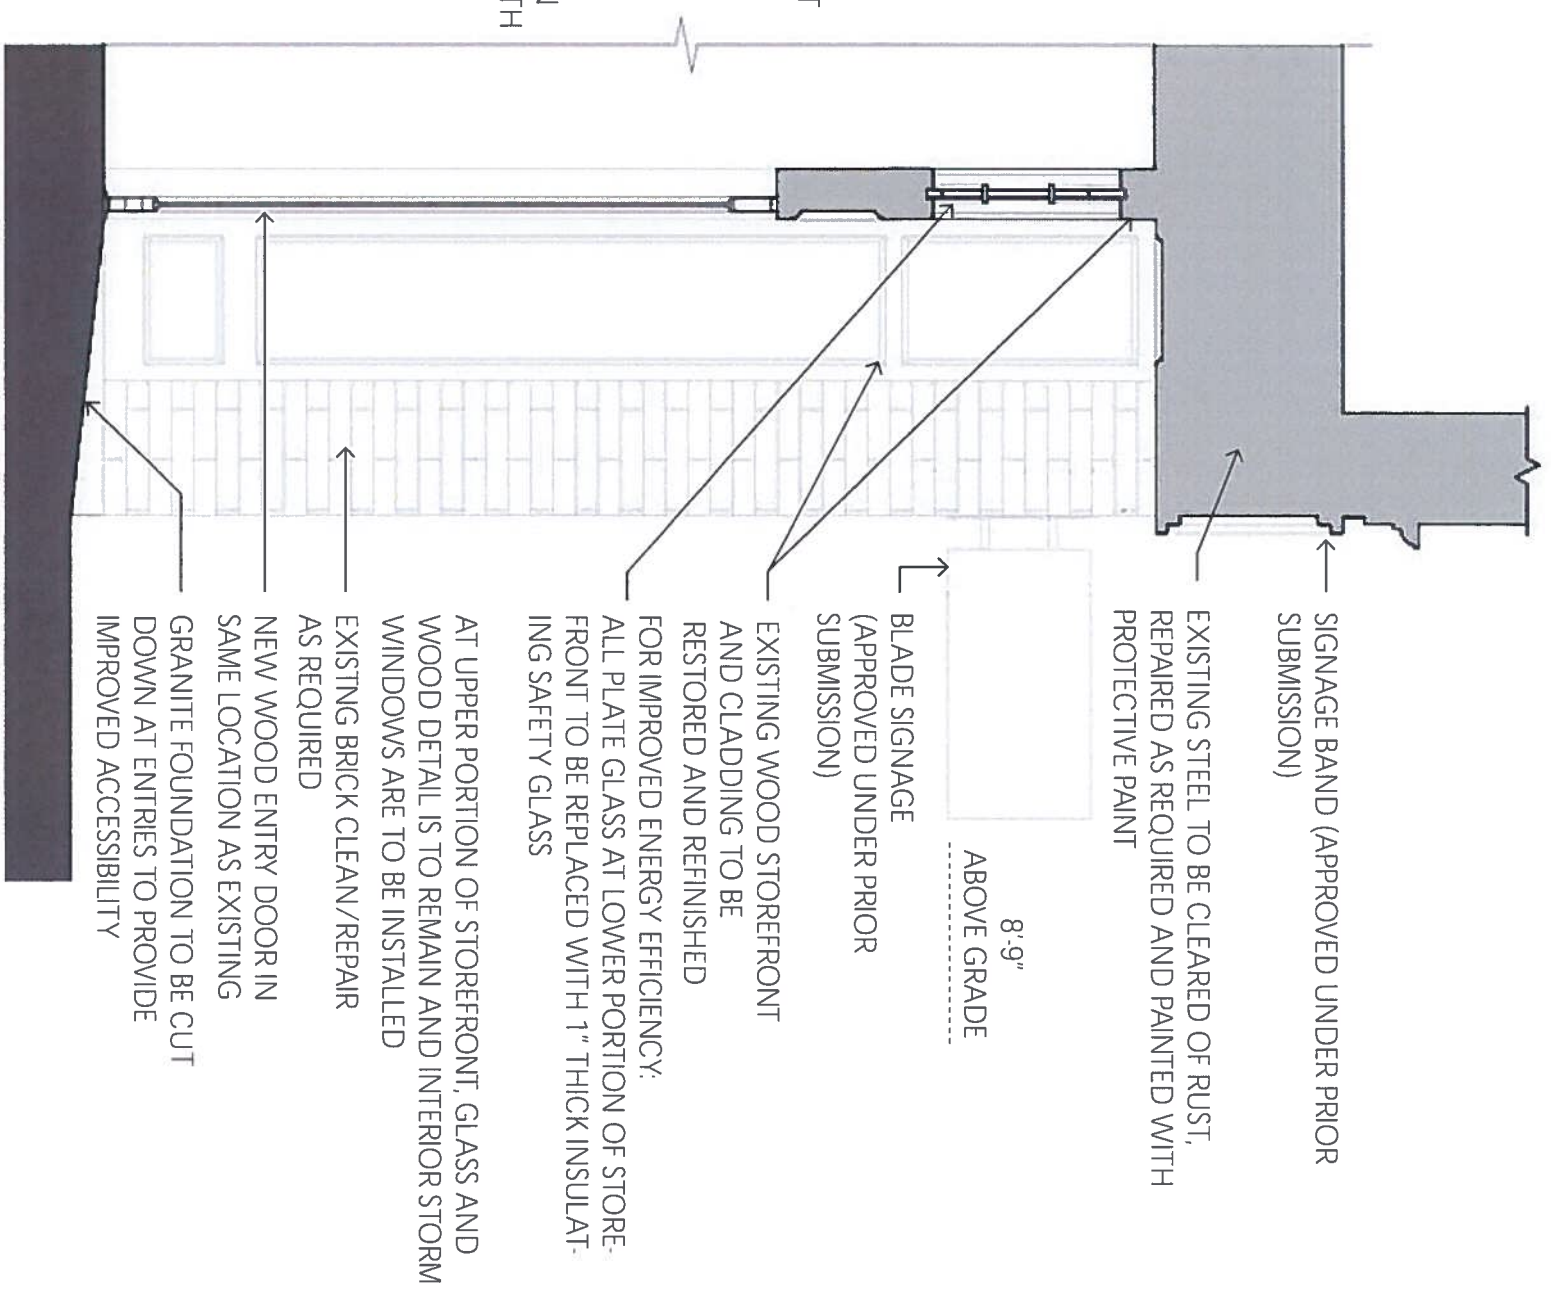 SIGNAGE BAND (APPROVED UNDER PRIOR
SUBMISSION)
EXISTING STEEL TO BE CLEARED OF RUST,
REPAIRED AS REQUIRED AND PAINTED WITH
PROTECTIVE PAINT
8'-9"
ABOVE GRADE
BLADE SIGNAGE
(APPROVED UNDER PRIOR
SUBMISSION)
EXISTING WOOD STOREFRONT
AND CLADDING TO BE
RESTORED AND REFINISHED
FOR IMPROVED ENERGY EFFICIENCY:
ALL PLATE GLASS AT LOWER PORTION OF STORE-
FRONT TO BE REPLACED WITH 1" THICK INSULAT-
ING SAFETY GLASS
AT UPPER PORTION OF STOREFRONT, GLASS AND
WOOD DETAIL IS TO REMAIN AND INTERIOR STORM
WINDOWS ARE TO BE INSTALLED
EXISTING BRICK CLEAN/REPAIR
AS REQUIRED
NEW WOOD ENTRY DOOR IN
SAME LOCATION AS EXISTING
GRANITE FOUNDATION TO BE CUT
DOWN AT ENTRIES TO PROVIDE
IMPROVED ACCESSIBILITY
T
N
TH